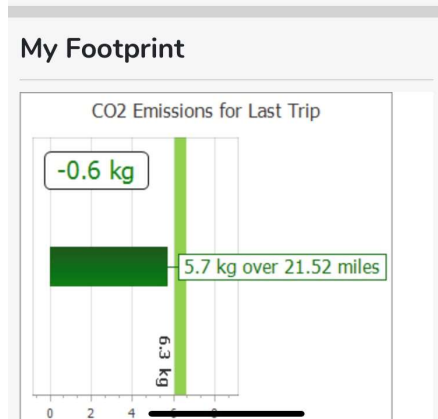 My Footprint
CO2 Emissions for Last Trip
-0.6 kg
5.7 kg over 21.52 miles
6.3 kg
0 2 4